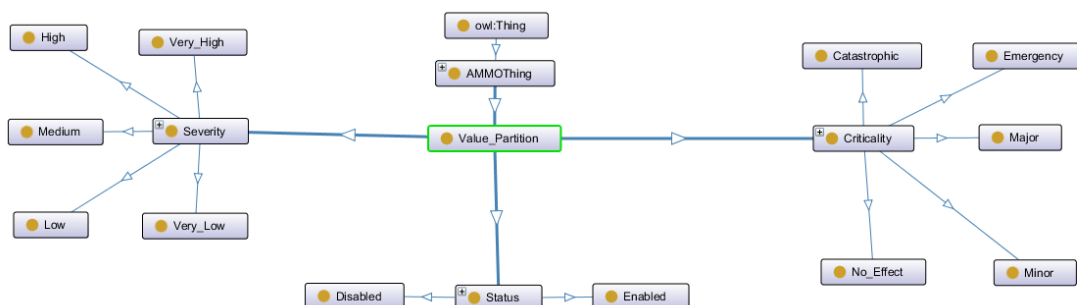 owl:Thing
High
Very_High
Catastrophic
Emergency
AMMOThing
Medium
Severity
Value_Partition
Criticality
Major
Low
Very_Low
No_Effect
Minor
Disabled
Status
Enabled